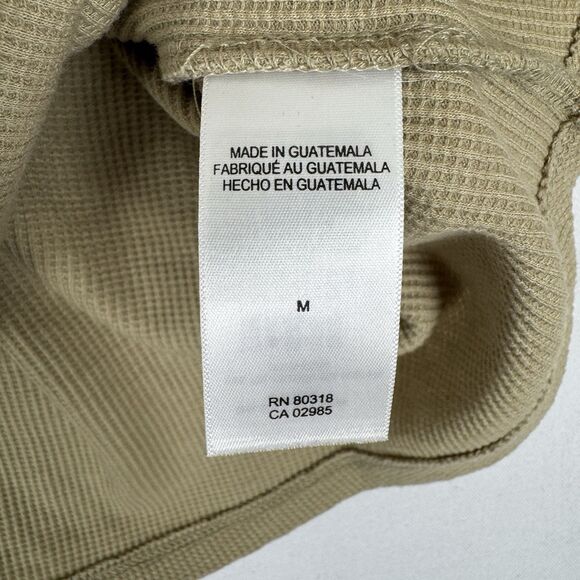 MADE IN GUATEMALA
FABRIQUÉ AU GUATEMALA
HECHO EN GUATEMALA
M
RN 80318
CA 02985